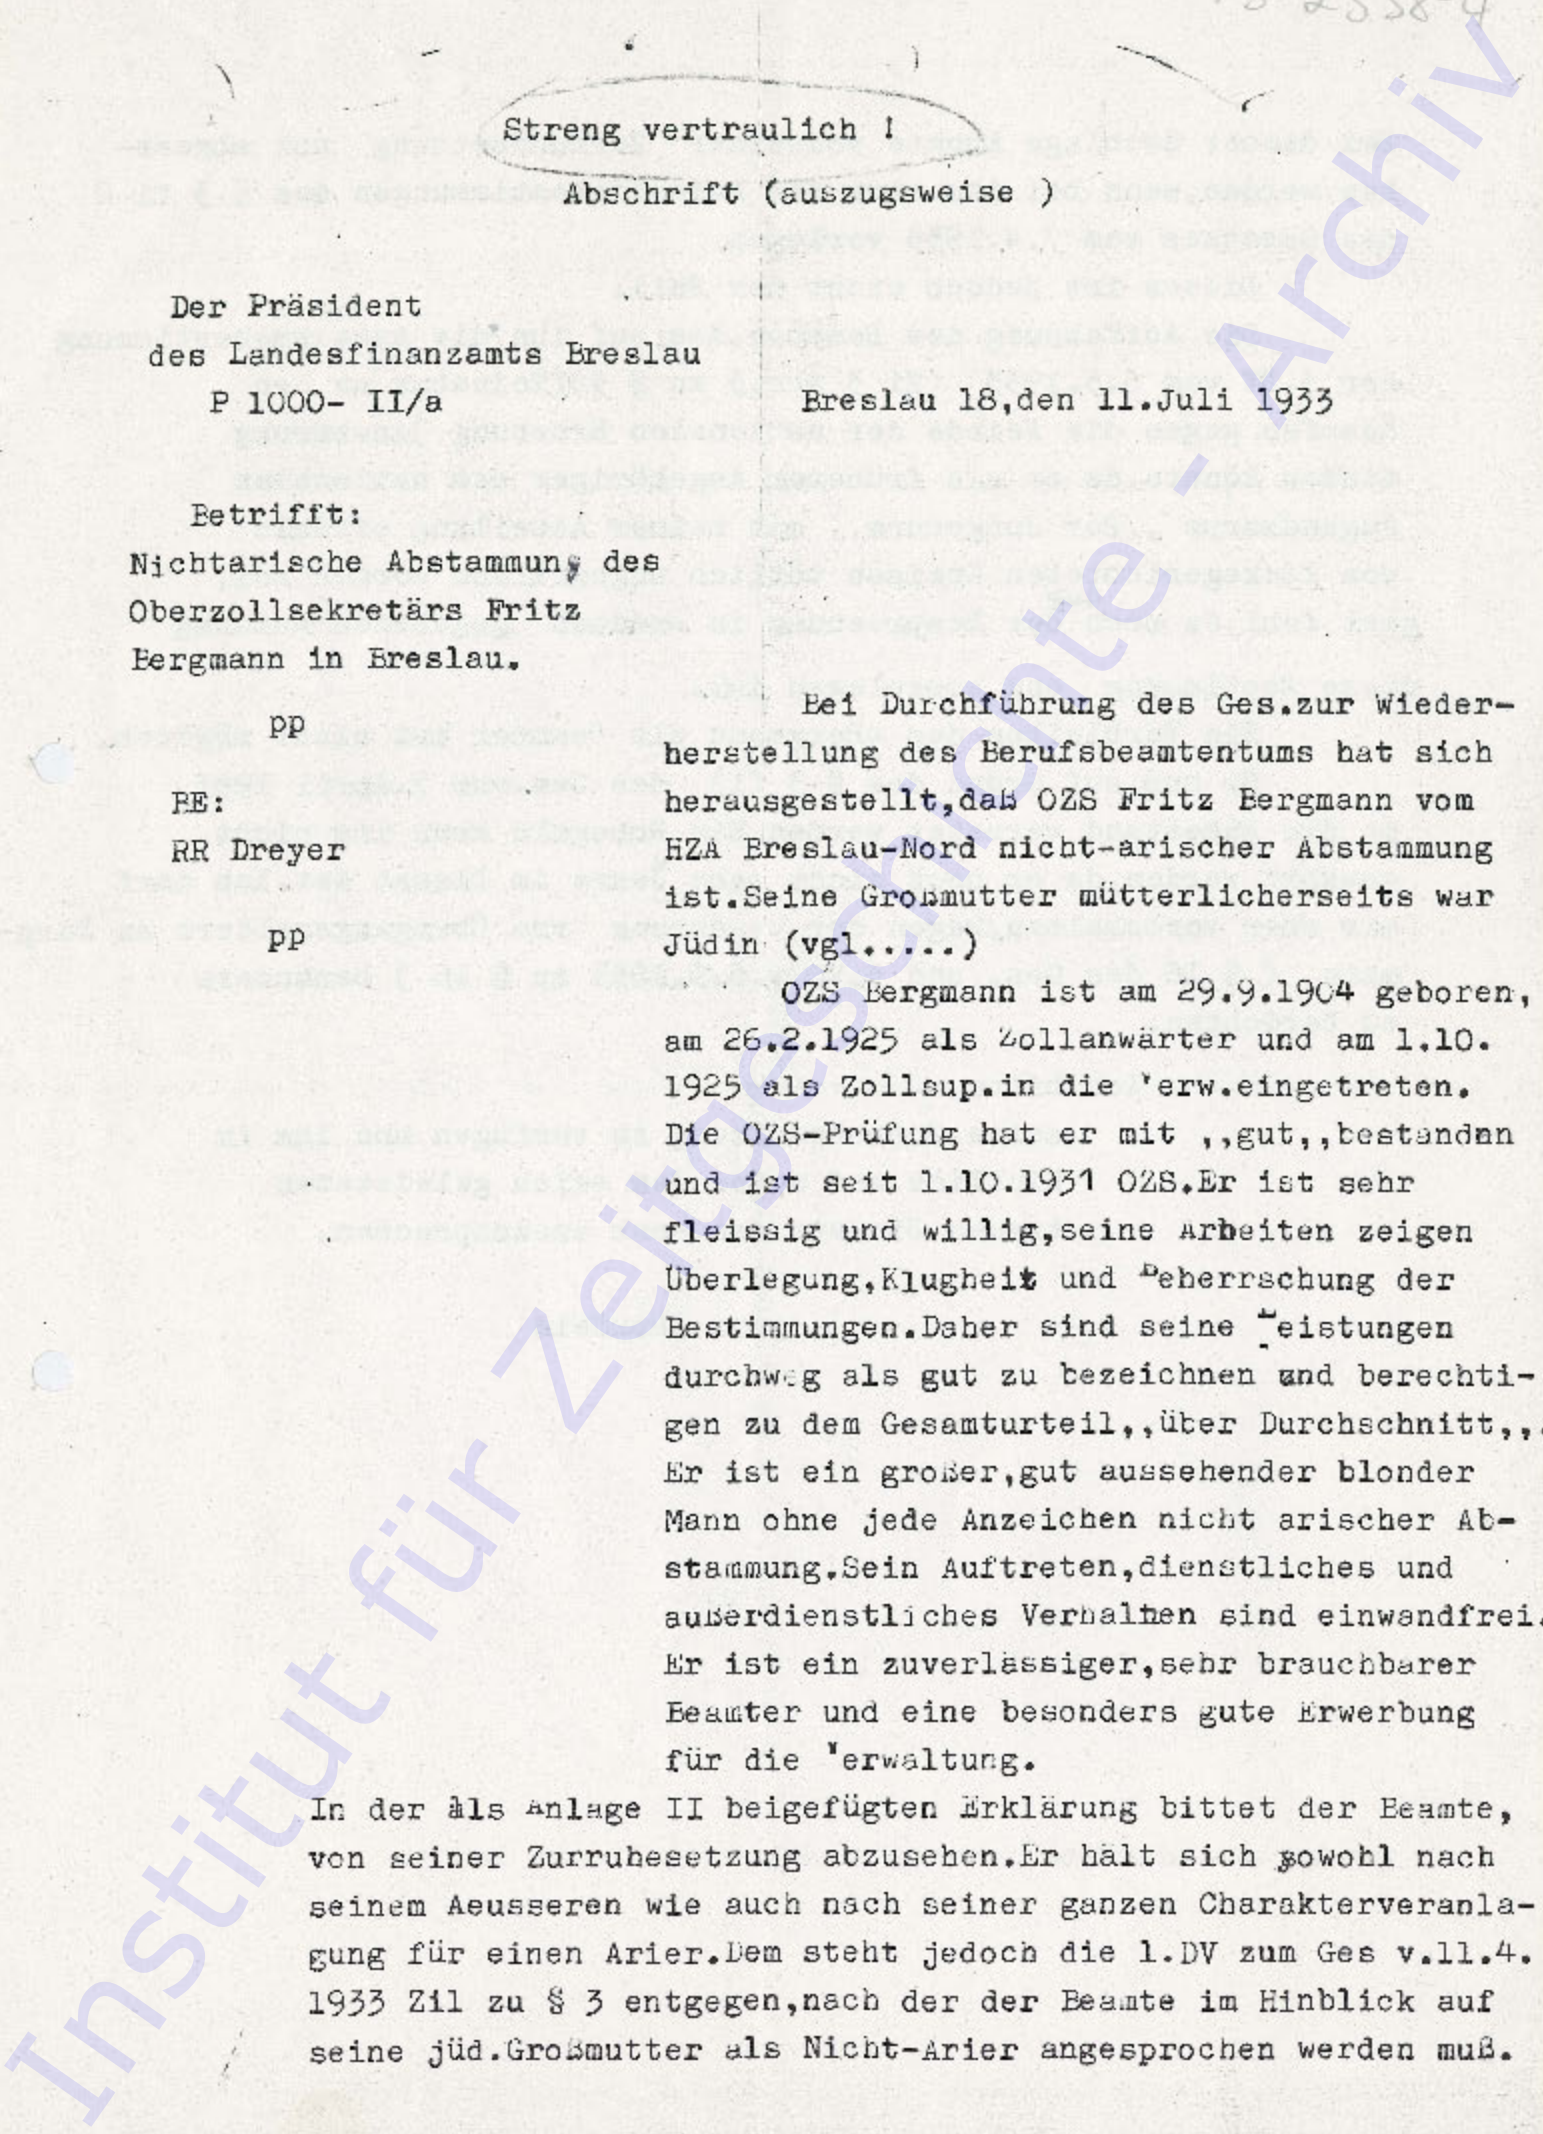 Streng vertraulich !
Abschrift (auszugsweise )
Der Präsident
des Landesfinanzamts Breslau
P 1000- II/a
Breslau 18,den 11.Juli 1933
Betrifft:
Nichtarische Abstammung des
Oberzollsekretärs Fritz
Bergmann in Breslau.
pp
BE:
RR Dreyer
pp
Bei Durchführung des Ges.zur Wieder-
herstellung des Berufsbeamtentums hat sich
herausgestellt,daß OZS Fritz Bergmann vom
HZA Breslau-Nord nicht-arischer Abstammung
ist.Seine Großmutter mütterlicherseits war
Jüdin (vgl.....)
OZS Bergmann ist am 29.9.1904 geboren,
am 26.2.1925 als Zollanwärter und am 1.10.
1925 als Zollsup.in die Verw.eingetreten.
Die OZS-Prüfung hat er mit ,,gut,,bestandnn
und ist seit 1.10.1931 OZS.Er ist sehr
fleissig und willig,seine Arbeiten zeigen
Überlegung,Klugheit und Beherrschung der
Bestimmungen.Daher sind seine Leistungen
durchweg als gut zu bezeichnen und berechti-
gen zu dem Gesamturteil,,über Durchschnitt,,.
Er ist ein großer,gut aussehender blonder
Mann ohne jede Anzeichen nicht arischer Ab-
stammung.Sein Auftreten,dienstliches und
außerdienstliches Verhalten sind einwandfrei.
Er ist ein zuverlässiger,sehr brauchbarer
Beamter und eine besonders gute Erwerbung
für die Verwaltung.
In der als Anlage II beigefügten Erklärung bittet der Beamte,
von seiner Zurruhesetzung abzusehen.Er hält sich sowohl nach
seinem Aeusseren wie auch nach seiner ganzen Charakterveranla-
gung für einen Arier.Dem steht jedoch die 1.DV zum Ges v.11.4.
1933 Zil zu § 3 entgegen,nach der der Beamte im Hinblick auf
seine jüd.Großmutter als Nicht-Arier angesprochen werden muß.
Institut für Zeitgeschichte - Archiv